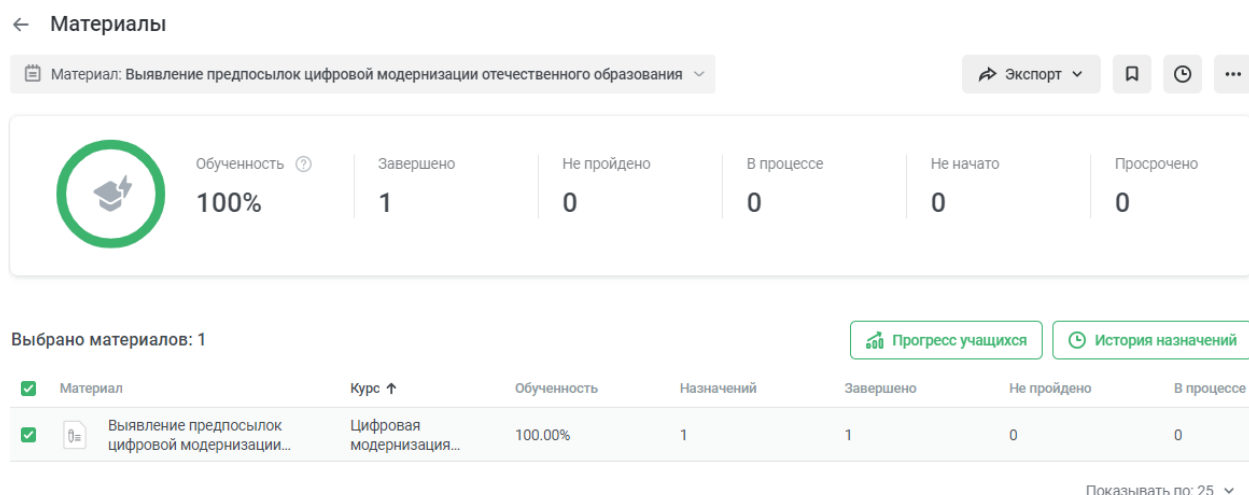 Материалы
Материал: Выявление предпосылок цифровой модернизации отечественного образования
Экспорт
Обученность
Завершено
Не пройдено
В процессе
Не начато
Просрочено
100%
1
0
0
0
0
Выбрано материалов: 1
Прогресс учащихся
История назначений
Материал
Курс ↑
Обученность
Назначений
Завершено
Не пройдено
В процессе
Выявление предпосылок
цифровой модернизации...
Цифровая
модернизация...
100.00%
1
1
0
0
Показывать по: 25